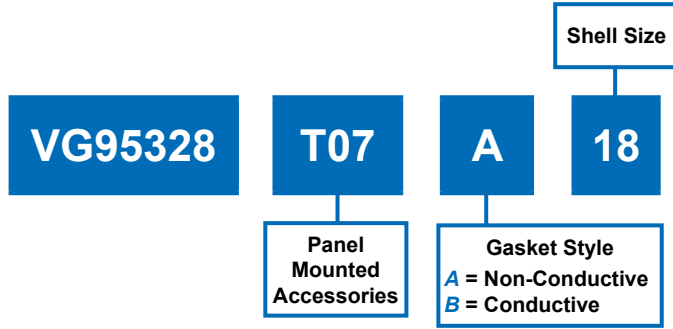 Shell Size
VG95328 T07 A 18
Panel
Mounted
Accessories
Gasket Style
A = Non-Conductive
B = Conductive